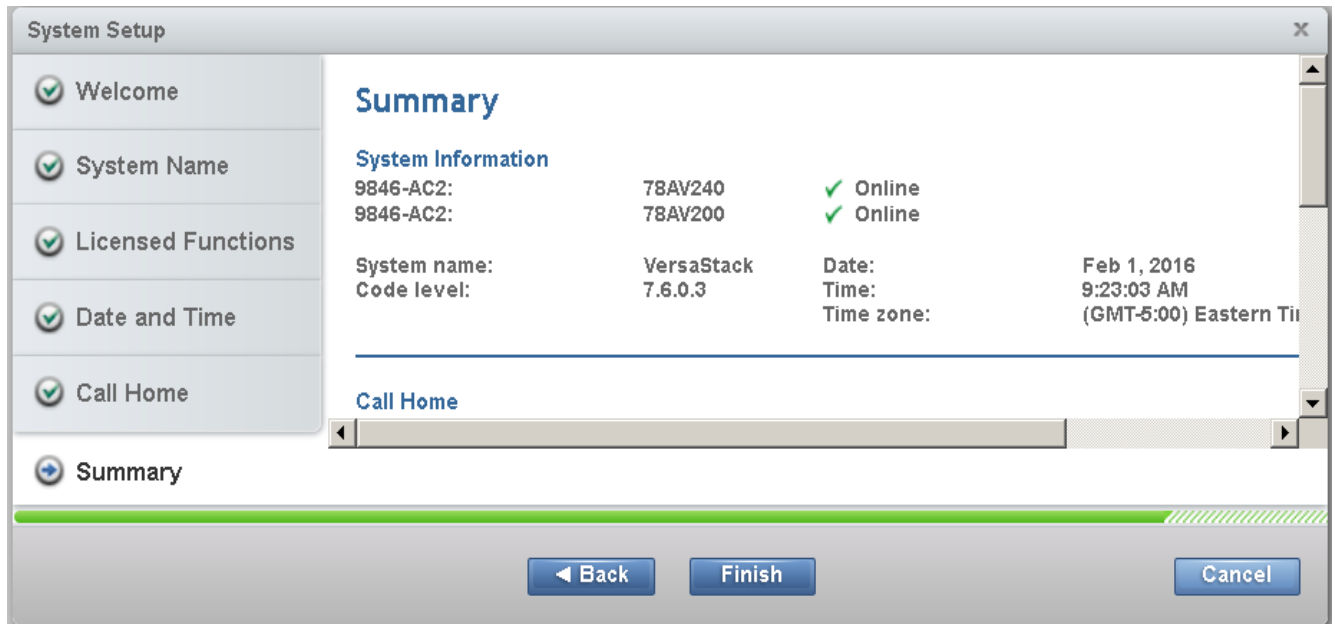 System Setup x
Welcome
System Name
Licensed Functions
Date and Time
Call Home
Summary
Summary
System Information
9846-AC2: 78AV240 Online
9846-AC2: 78AV200 Online
System name: VersaStack Date: Feb 1, 2016
Code level: 7.6.0.3 Time: 9:23:03 AM
Time zone: (GMT-5:00) Eastern
Call Home
Back Finish Cancel